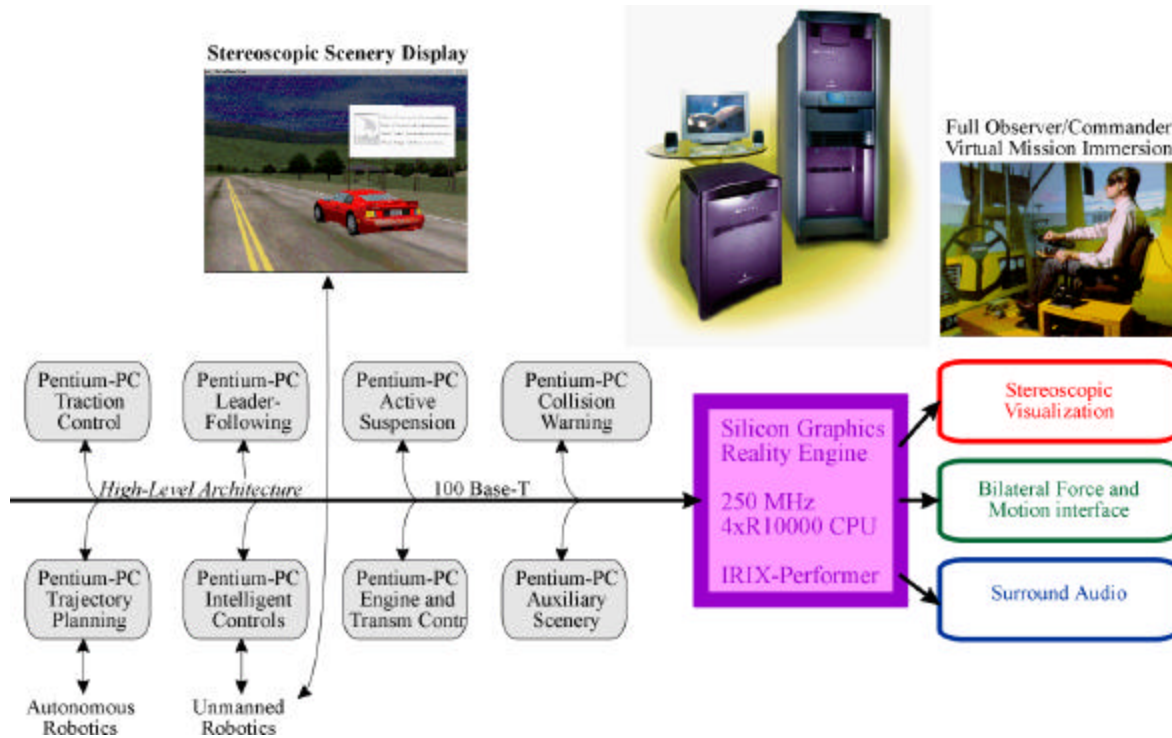 Stereoscopic Scenery Display
Full Observer/Commander
Virtual Mission Immersion
Pentium-PC
Traction
Control
Pentium-PC
Leader-
Following
Pentium-PC
Active
Suspension
Pentium-PC
Collision
Warning
High-Level Architecture
100 Base-T
Pentium-PC
Trajectory
Planning
Pentium-PC
Intelligent
Controls
Pentium-PC
Engine and
Transm Contr
Pentium-PC
Auxiliary
Scenery
Autonomous
Robotics
Unmanned
Robotics
Silicon Graphics
Reality Engine
250 MHz
4xR10000 CPU
IRIX-Performer
Stereoscopic
Visualization
Bilateral Force and
Motion interface
Surround Audio